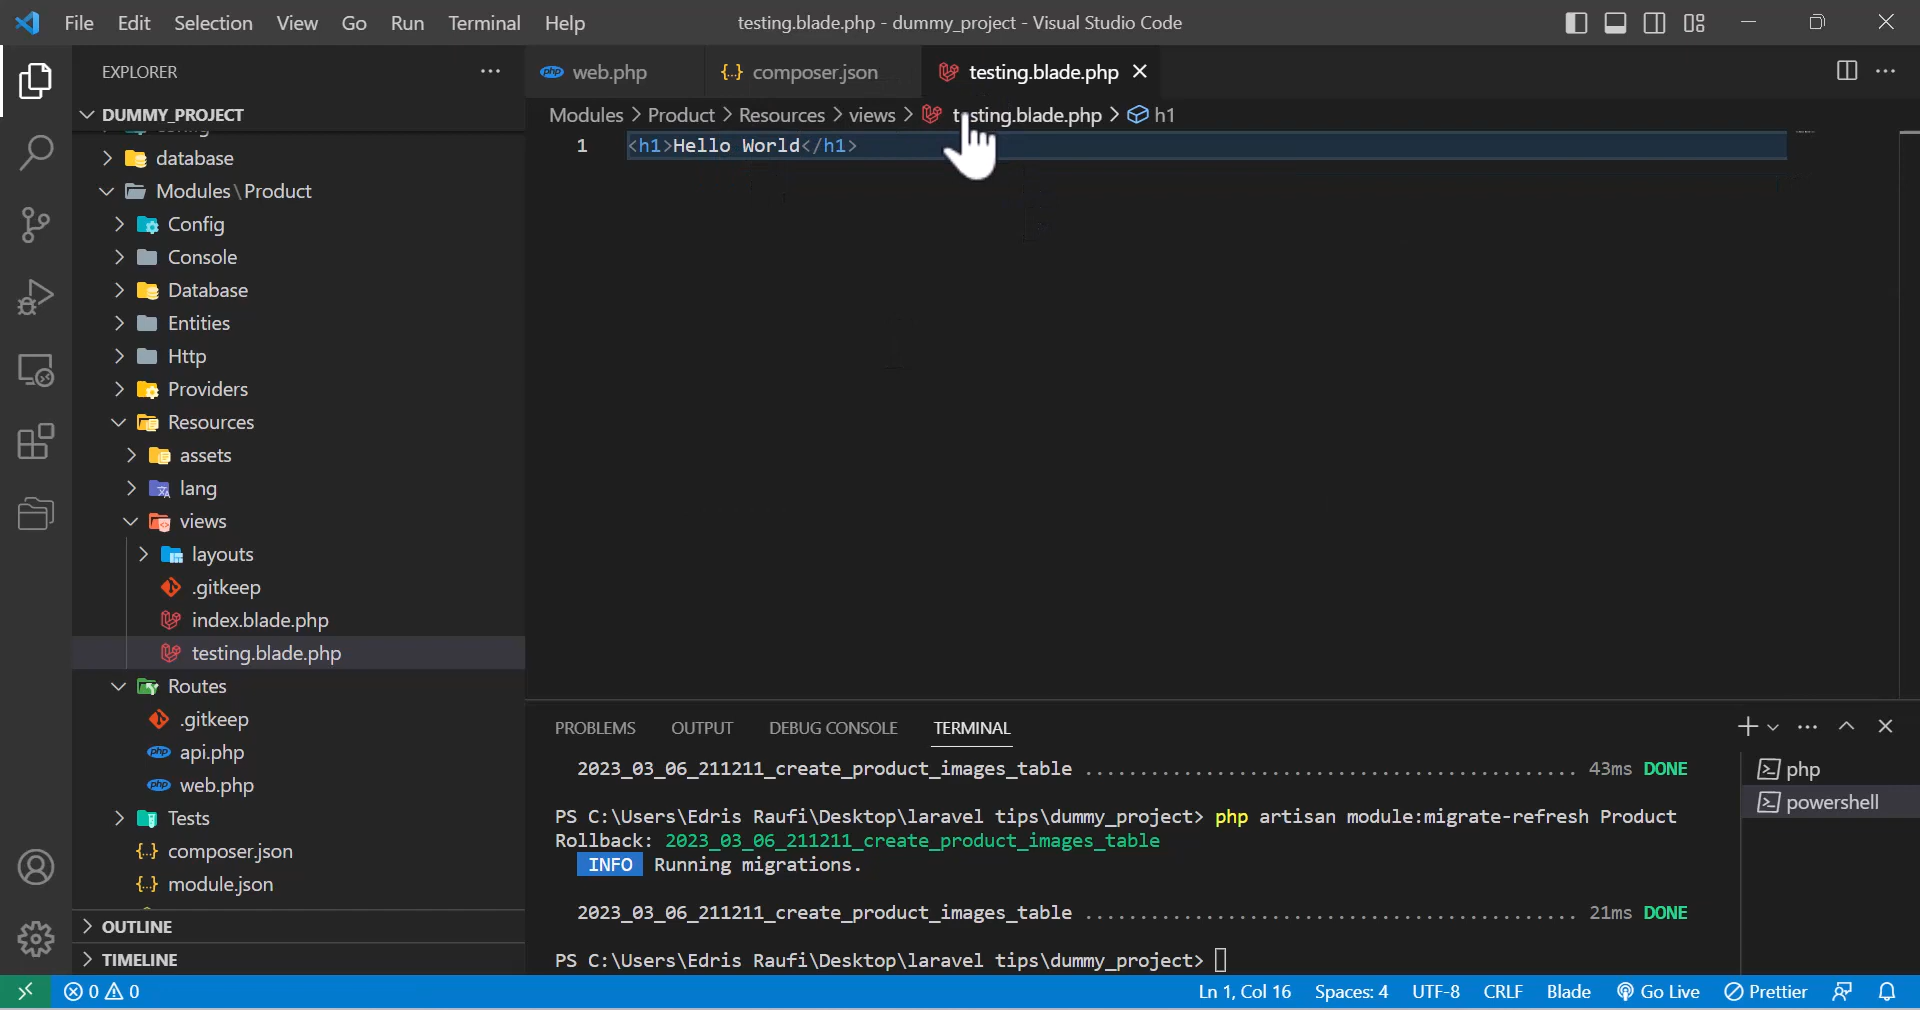 File Edit Selection View Go Run Terminal Help testing.blade.php - dummy_project - Visual Studio Code
EXPLORER
DUMMY_PROJECT
database
Modules\Product
Config
Console
Database
Entities
Http
Providers
Resources
assets
lang
views
layouts
.gitkeep
index.blade.php
testing.blade.php
Routes
.gitkeep
api.php
web.php
Tests
composer.json
module.json
OUTLINE
TIMELINE
web.php composer.json testing.blade.php
Modules > Product > Resources > views > testing.blade.php > h1
1 <h1>Hello World</h1>
PROBLEMS OUTPUT DEBUG CONSOLE TERMINAL
2023_03_06_211211_create_product_images_table ............................................. 43ms DONE
PS C:\Users\Edris Raufi\Desktop\laravel tips\dummy_project> php artisan module:migrate-refresh Product
Rollback: 2023_03_06_211211_create_product_images_table
INFO Running migrations.
2023_03_06_211211_create_product_images_table ............................................. 21ms DONE
PS C:\Users\Edris Raufi\Desktop\laravel tips\dummy_project>
php
powershell
0 0 Ln 1, Col 16 Spaces: 4 UTF-8 CRLF Blade Go Live Prettier